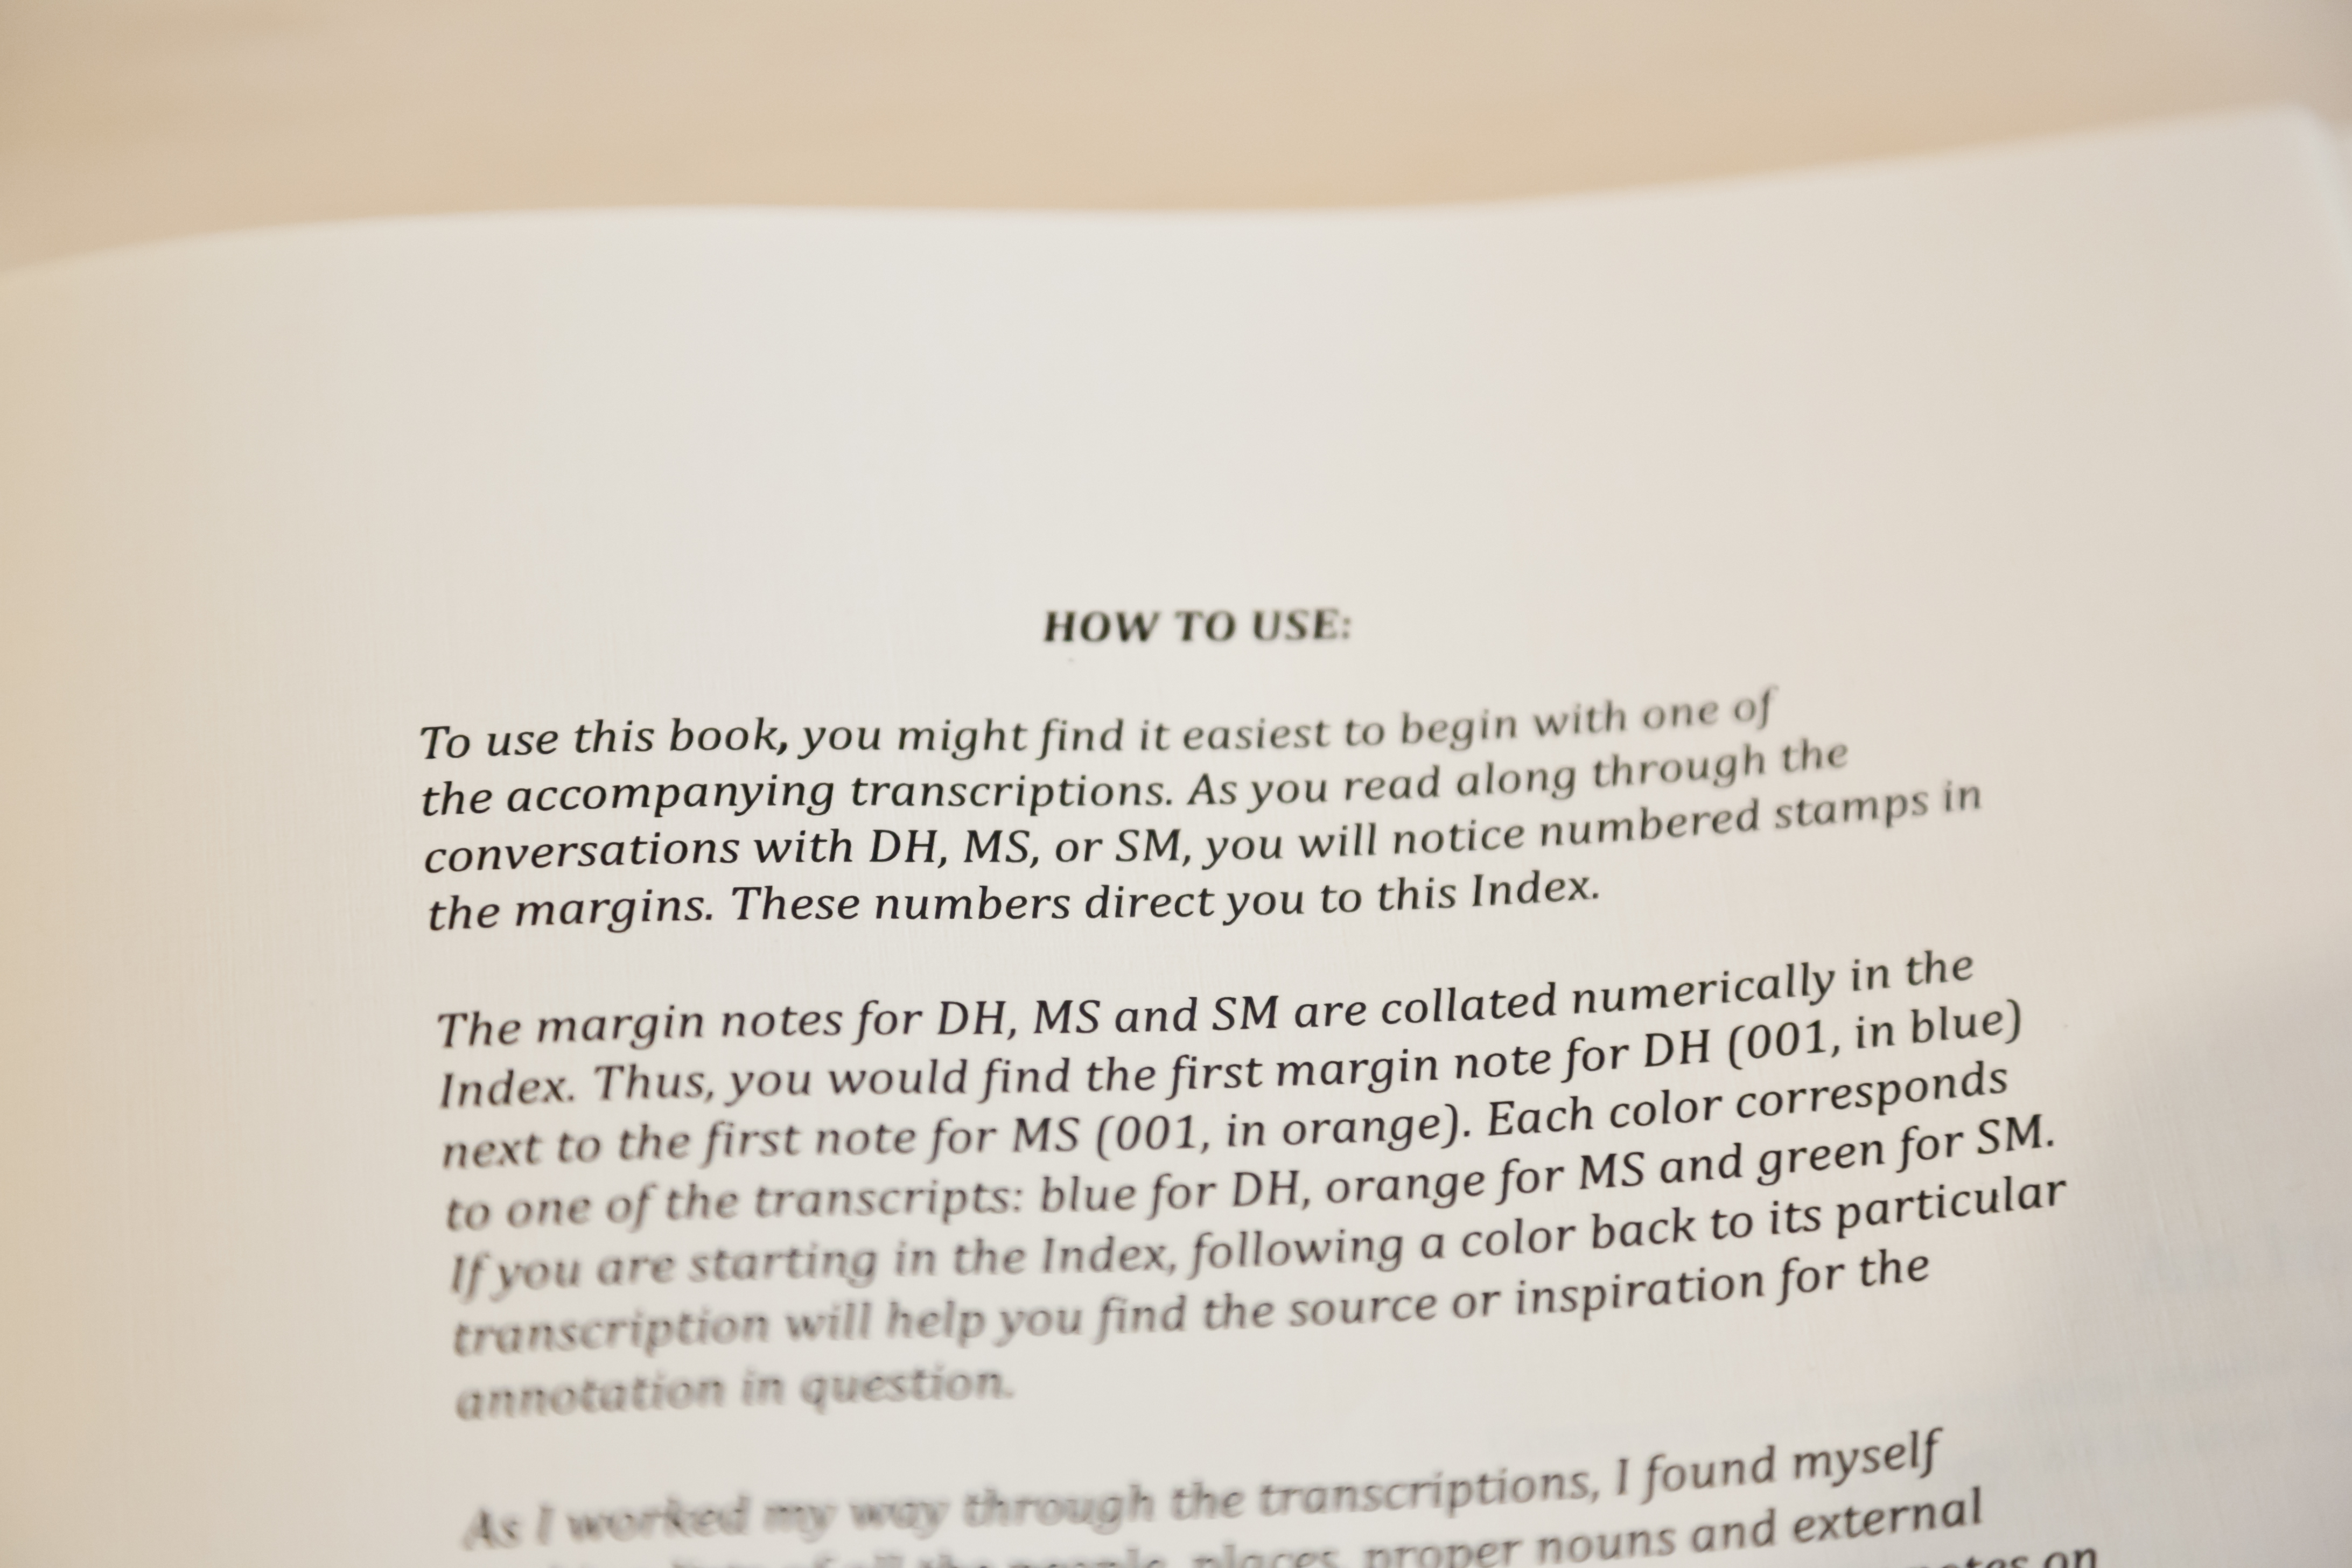 HOW TO USE:
To use this book, you might find it easiest to begin with one of
the accompanying transcriptions. As you read along through the
conversations with DH, MS, or SM, you will notice numbered stamps in
the margins. These numbers direct you to this Index.
The margin notes for DH, MS and SM are collated numerically in the
Index. Thus, you would find the first margin note for DH (001, in blue)
next to the first note for MS (001, in orange). Each color corresponds
to one of the transcripts: blue for DH, orange for MS and green for SM.
If you are starting in the Index, following a color back to its particular
transcription will help you find the source or inspiration for the
annotation in question.
As I worked my way through the transcriptions, I found myself
of all the people, places, proper nouns and external
notes on